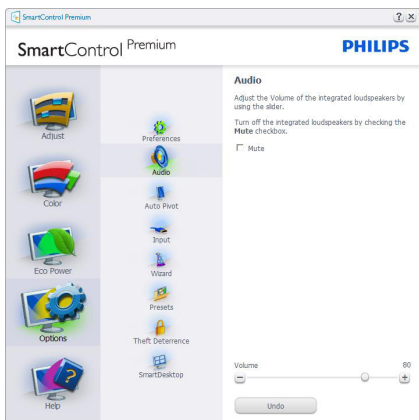 SmartControl Premium
? ×
SmartControl Premium
PHILIPS
Adjust
Color
Eco Power
Options
Help
Preferences
Audio
Auto Pivot
Input
Wizard
Presets
Theft Deterrence
SmartDesktop
Audio
Adjust the Volume of the integrated loudspeakers by
using the slider.
Turn off the integrated loudspeakers by checking the
Mute checkbox.
Mute
Volume 80
Undo